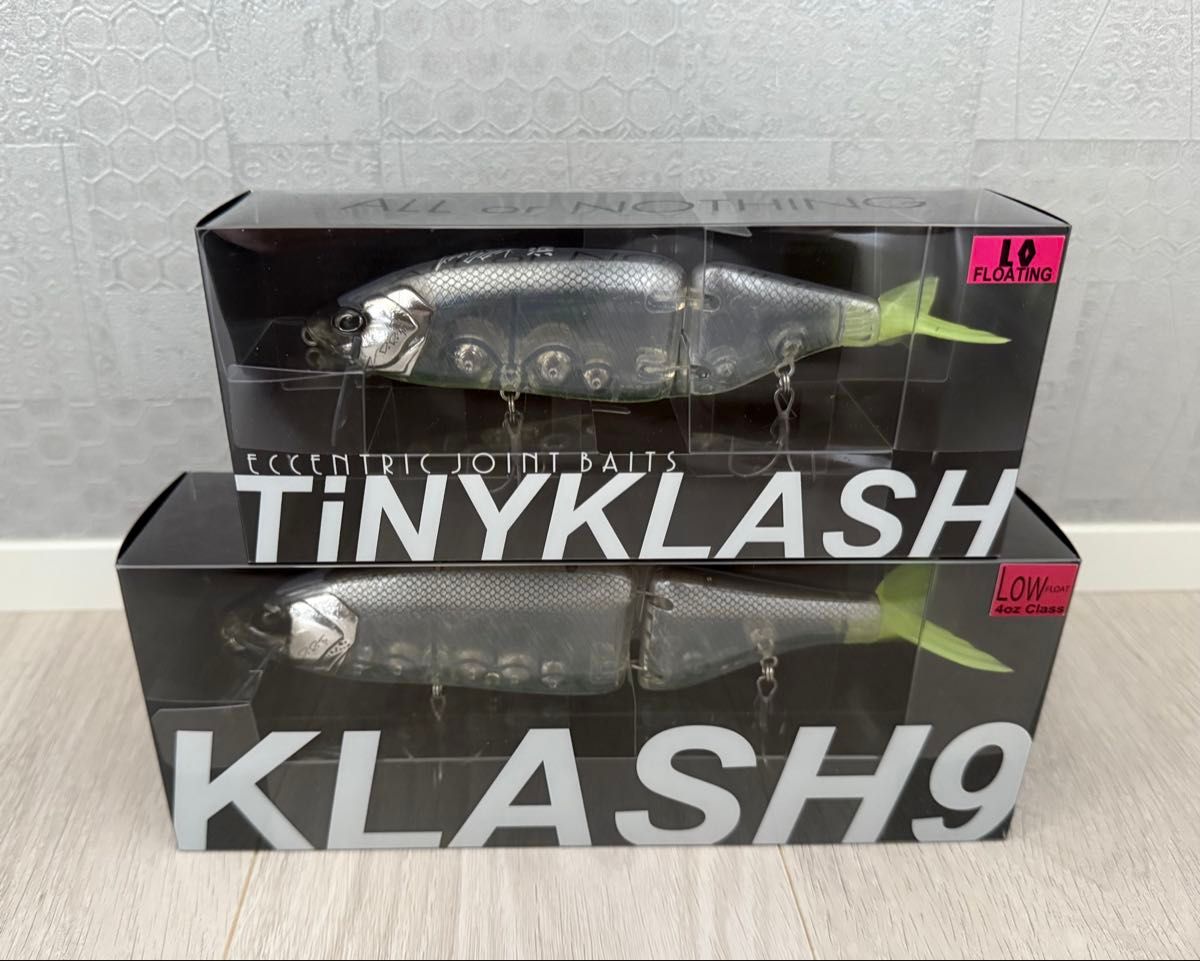 ALL or NOTHING
LO
FLOATING
ECCENTRIC JOINT BAITS
TiNYKLASH
LOW FLOAT
4oz Class
KLASH9